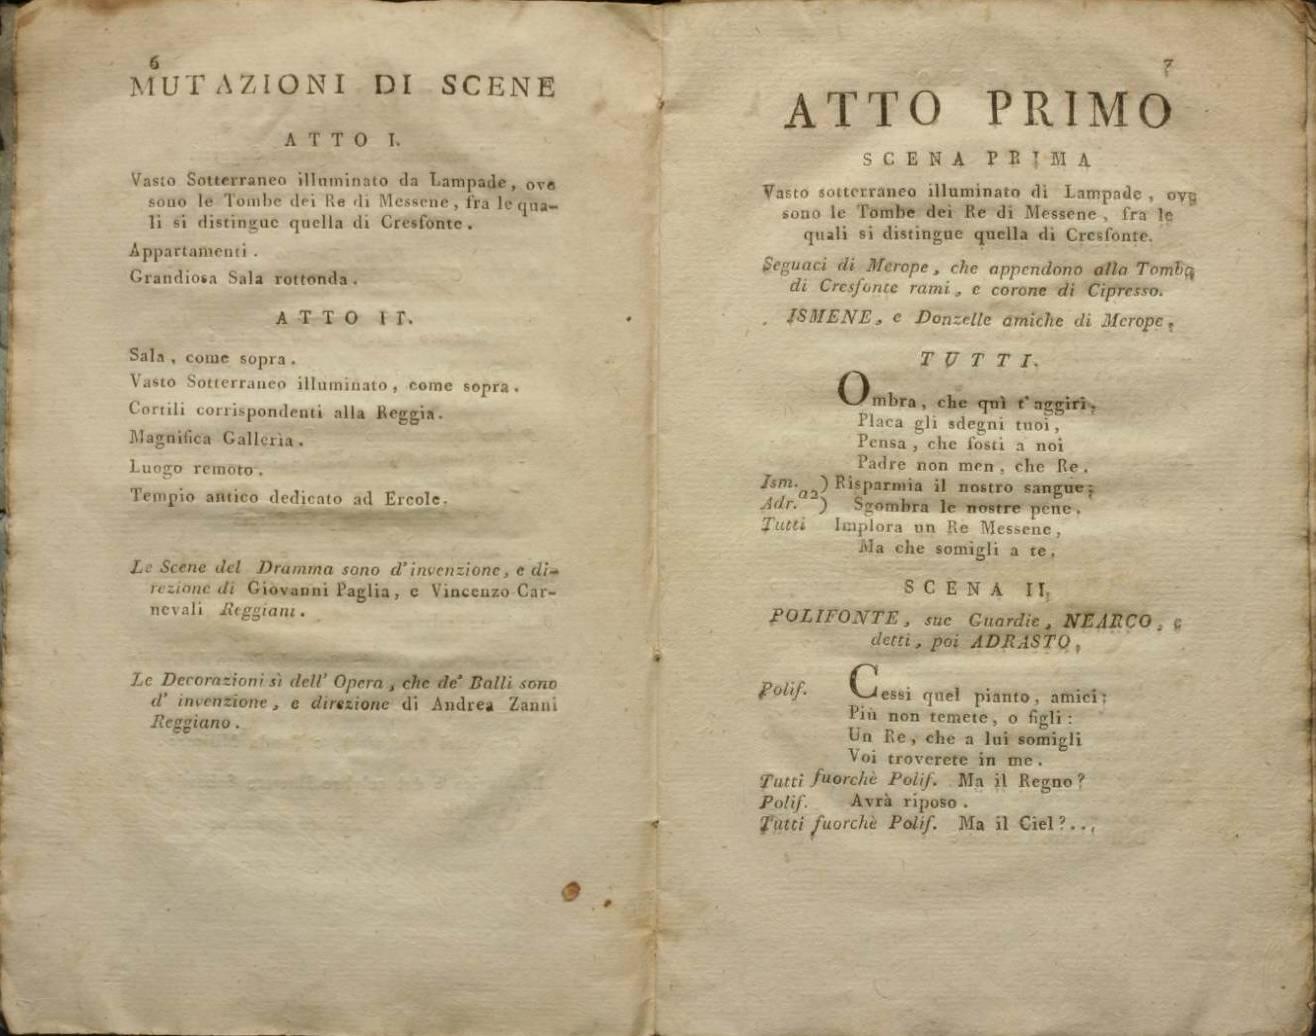 6
MUTAZIONI DI SCENE
ATTO I.
Vasto Sotterraneo illuminato da Lampade, ove
sono le Tombe dei Re di Messene, fra le qua-
li si distingue quella di Cresfonte.
Appartamenti.
Grandiosa Sala rottonda.
ATTO II.
Sala, come sopra.
Vasto Sotterraneo illuminato, come sopra.
Cortili corrispondenti alla Reggia.
Magnifica Galleria.
Luogo remoto.
Tempio antico dedicato ad Ercole.
Le Scene del Dramma sono d'invenzione, e di-
rezione di Giovanni Paglia, e Vincenzo Car-
nevali Reggiani.
Le Decorazioni sì dell' Opera, che de' Balli sono
d' invenzione, e direzione di Andrea Zanni
Reggiano.
7
ATTO PRIMO
SCENA PRIMA
Vasto sotterraneo illuminato di Lampade, ove
sono le Tombe dei Re di Messene, fra le
quali si distingue quella di Cresfonte.
Seguaci di Merope, che appendono alla Tomba
di Cresfonte rami, e corone di Cipresso.
ISMENE, e Donzelle amiche di Merope,
TUTTI.
Ombra, che quì t'aggiri,
Placa gli sdegni tuoi,
Pensa, che fosti a noi
Padre non men, che Re.
Ism. ) Risparmia il nostro sangue;
a2
Adr. ) Sgombra le nostre pene.
Tutti Implora un Re Messene,
Ma che somigli a te.
SCENA II.
POLIFONTE, sue Guardie, NEARCO, e
detti, poi ADRASTO,
Polif. Cessi quel pianto, amici;
Più non temete, o figli:
Un Re, che a lui somigli
Voi troverete in me.
Tutti fuorchè Polif. Ma il Regno?
Polif. Avrà riposo.
Tutti fuorchè Polif. Ma il Ciel?...